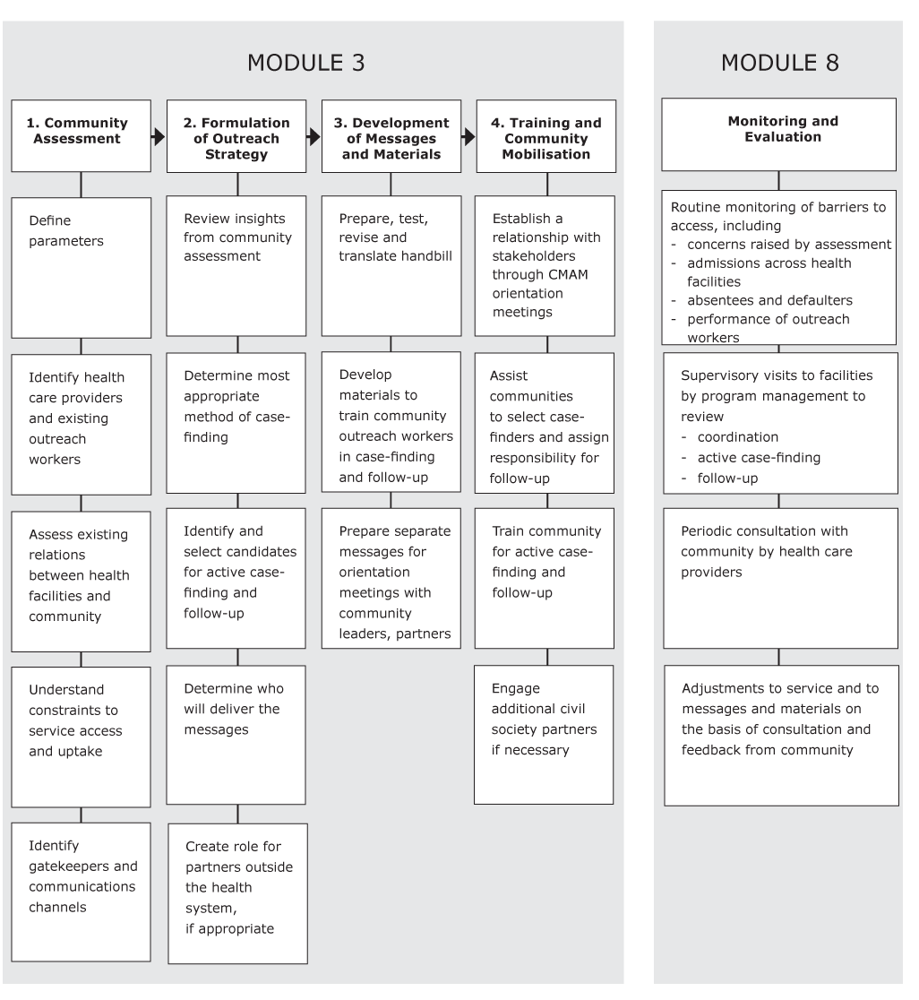 MODULE 3
1. Community
Assessment
Define
parameters
Identify health
care providers
and existing
outreach
workers
Assess existing
relations
between health
facilities and
community
Understand
constraints to
service access
and uptake
Identify
gatekeepers and
communications
channels
2. Formulation
of Outreach
Strategy
Review insights
from community
assessment
Determine most
appropriate
method of case-
finding
Identify and
select candidates
for active case-
finding and
follow-up
Determine who
will deliver the
messages
Create role for
partners outside
the health
system,
if appropriate
3. Development
of Messages
and Materials
Prepare, test,
revise and
translate handbill
Develop
materials to
train community
outreach workers
in case-finding
and follow-up
Prepare separate
messages for
orientation
meetings with
community
leaders, partners
4. Training and
Community
Mobilisation
Establish a
relationship with
stakeholders
through CMAM
orientation
meetings
Assist
communities
to select case-
finders and assign
responsibility for
follow-up
Train community
for active case-
finding and
follow-up
Engage
additional civil
society partners
if necessary
MODULE 8
Monitoring and
Evaluation
Routine monitoring of barriers to
access, including
- concerns raised by assessment
- admissions across health
facilities
- absentees and defaulters
- performance of outreach
workers
Supervisory visits to facilities
by program management to
review
- coordination
- active case-finding
- follow-up
Periodic consultation with
community by health care
providers
Adjustments to service and to
messages and materials on
the basis of consultation and
feedback from community